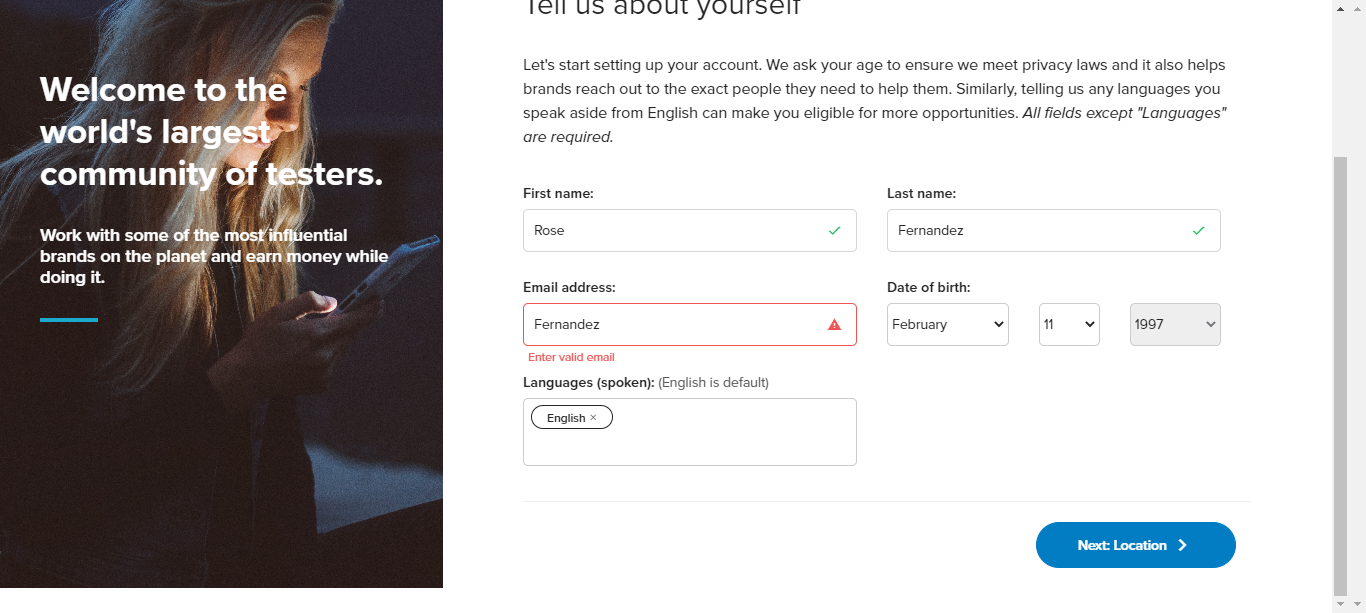 Welcome to the
world's largest
community of testers.
Work with some of the most influential
brands on the planet and earn money while
doing it.
Tell us about yourself
Let's start setting up your account. We ask your age to ensure we meet privacy laws and it also helps
brands reach out to the exact people they need to help them. Similarly, telling us any languages you
speak aside from English can make you eligible for more opportunities. All fields except "Languages"
are required.
First name:
Last name:
Rose
Fernandez
Email address:
Date of birth:
Fernandez
February
11
1997
Enter valid email
Languages (spoken): (English is default)
English ×
Next: Location